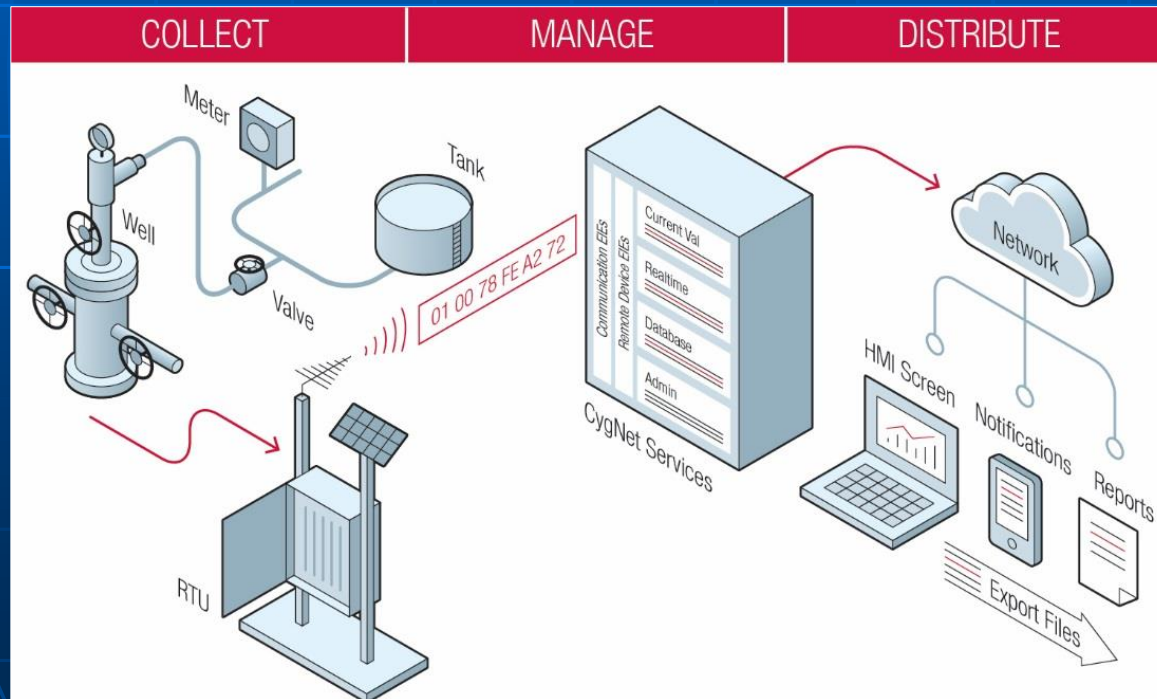 COLLECT
MANAGE
DISTRIBUTE
Meter
Well
Tank
Valve
01 00 78 FE A2 72
RTU
Communication EIEs
Remote Device EIEs
Current Val
Realtime
Database
Admin
CygNet Services
Network
HMI Screen
Notifications
Reports
Export Files